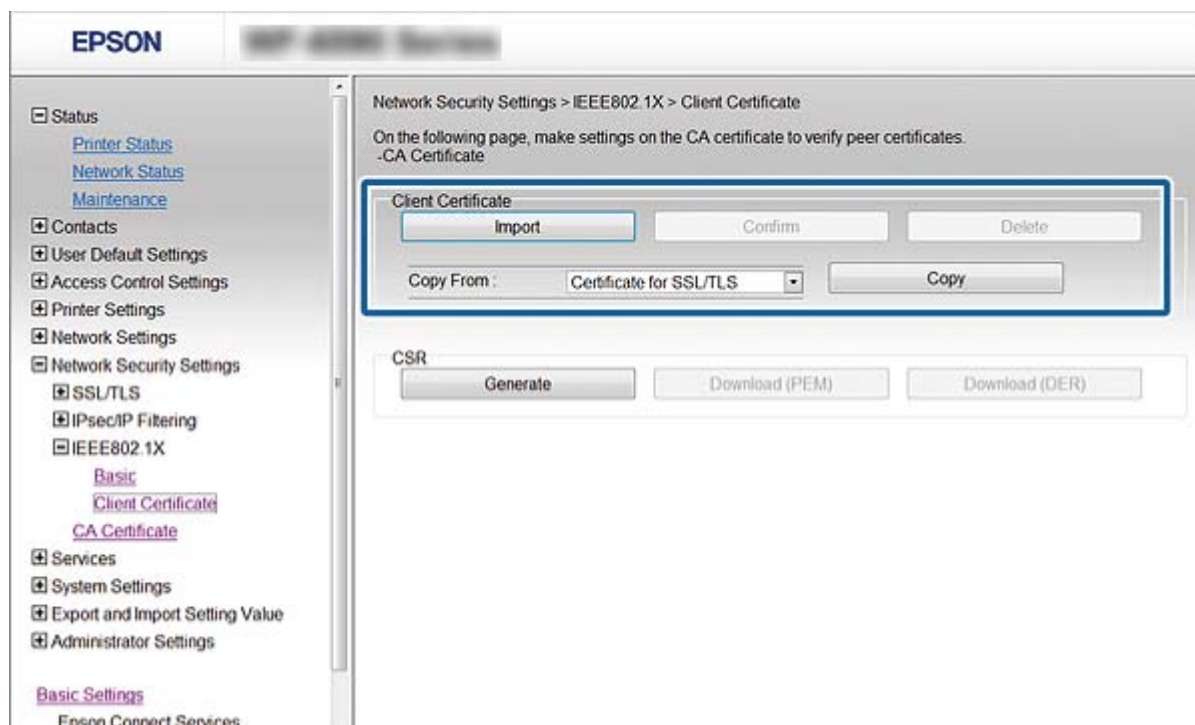 EPSON
Status
Printer Status
Network Status
Maintenance
Contacts
User Default Settings
Access Control Settings
Printer Settings
Network Settings
Network Security Settings
SSL/TLS
IPsec/IP Filtering
IEEE802.1X
Basic
Client Certificate
CA Certificate
Services
System Settings
Export and Import Setting Value
Administrator Settings
Basic Settings
Epson Connect Services
Network Security Settings > IEEE802.1X > Client Certificate
On the following page, make settings on the CA certificate to verify peer certificates.
-CA Certificate
Client Certificate
Import Confirm Delete
Copy From : Certificate for SSL/TLS Copy
CSR
Generate Download (PEM) Download (DER)